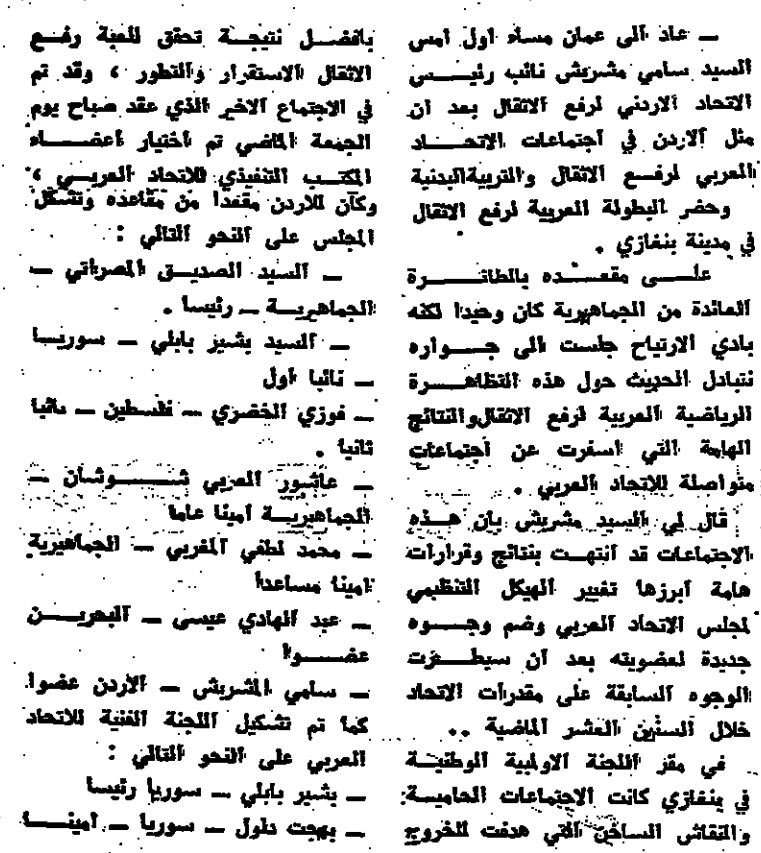 — عاد الى عمان مساء اول امس
السيد سامي مشربش نائب رئيس
الاتحاد الاردني لرفع الاثقال بعد ان
مثل الاردن في اجتماعات الاتحاد
العربي لرفع الاثقال والتربية البدنية
وحضر البطولة العربية لرفع الاثقال
في مدينة بنغازي .
على مقعده بالطائرة
العائدة من الجماهيرية كان وحيدا لكنه
بادي الارتياح جلست الى جواره
نتبادل الحديث حول هذه التظاهرة
الرياضية العربية لرفع الاثقال والنتائج
الهامة التي اسفرت عن اجتماعات
متواصلة للاتحاد العربي .
قال لي السيد مشربش بان هذه
الاجتماعات قد انتهت بنتائج وقرارات
هامة ابرزها تغيير الهيكل التنظيمي
لمجلس الاتحاد العربي وضم وجوه
جديدة لعضويته بعد ان سيطرت
الوجوه السابقة على مقدرات الاتحاد
خلال السنين العشر الماضية ..
في مقر اللجنة الاولمبية الوطنية
في بنغازي كانت الاجتماعات الحامية
والنقاش الساخن التي هدفت للخروج
بافضل نتيجة تحقق للعبة رفع
الاثقال الاستقرار والتطور ، وقد تم
في الاجتماع الاخير الذي عقد صباح يوم
الجمعة الماضي تم اختيار اعضاء
المكتب التنفيذي للاتحاد العربي ،
وكان للاردن مقعدا من مقاعده وتشكل
المجلس على النحو التالي :
— السيد الصديق المصراتي —
الجماهيرية — رئيسا .
— السيد بشير بابلي — سوريا
— نائبا اول
— فوزي الخضري — فلسطين — نائبا
ثانيا .
— عاشور العربي شوشان —
الجماهيرية امينا عاما
— محمد لطفي المغربي — الجماهيرية
امينا مساعدا
— عبد الهادي عيسى — البحرين
عضوا
— سامي المشربش — الاردن عضوا
كما تم تشكيل اللجنة الفنية للاتحاد
العربي على النحو التالي :
— بشير بابلي — سوريا رئيسا
— بهجت دلول — سوريا — امينا